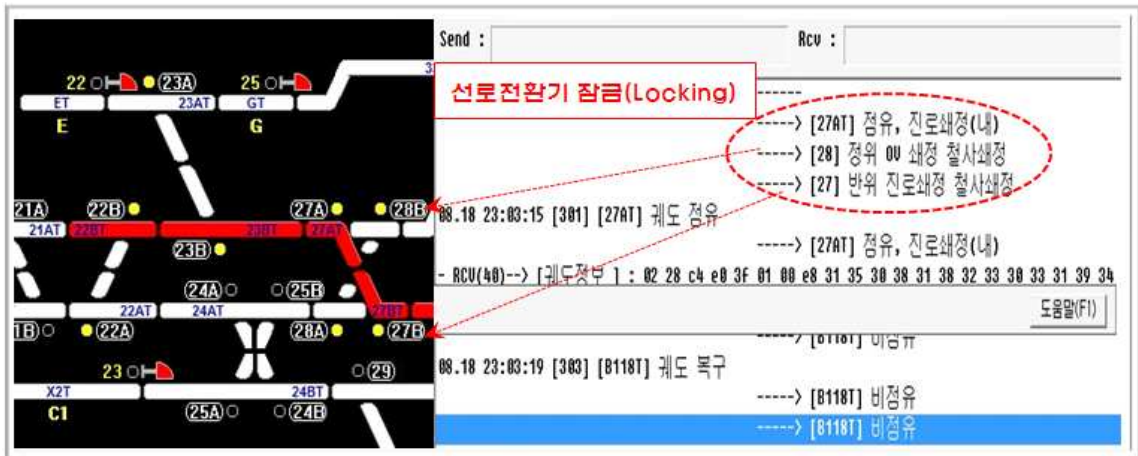 22
23A
25
ET
23AT
GT
E
G
21A
22B
27A
28B
21AT
22BT
23BT
27AT
23B
24A
25B
22AT
24AT
27BT
1B
22A
28A
27B
23
29
X2T
24BT
C1
25A
24B
Send :
Rcv :
선로전환기 잠금(Locking)
------
-----> [27AT] 점유, 진로쇄정(내)
-----> [28] 정위 OV 쇄정 철사쇄정
-----> [27] 반위 진로쇄정 철사쇄정
08.18 23:03:15 [301] [27AT] 궤도 점유
-----> [27AT] 점유, 진로쇄정(내)
- RCV(40)--> [궤도정보 ] : 02 28 c4 e0 3f 01 00 e8 31 35 30 38 31 38 32 33 30 33 31 39 34
도움말(F1)
-----> [B118T] 비점유
08.18 23:03:19 [303] [B118T] 궤도 복구
-----> [B118T] 비점유
-----> [B118T] 비점유